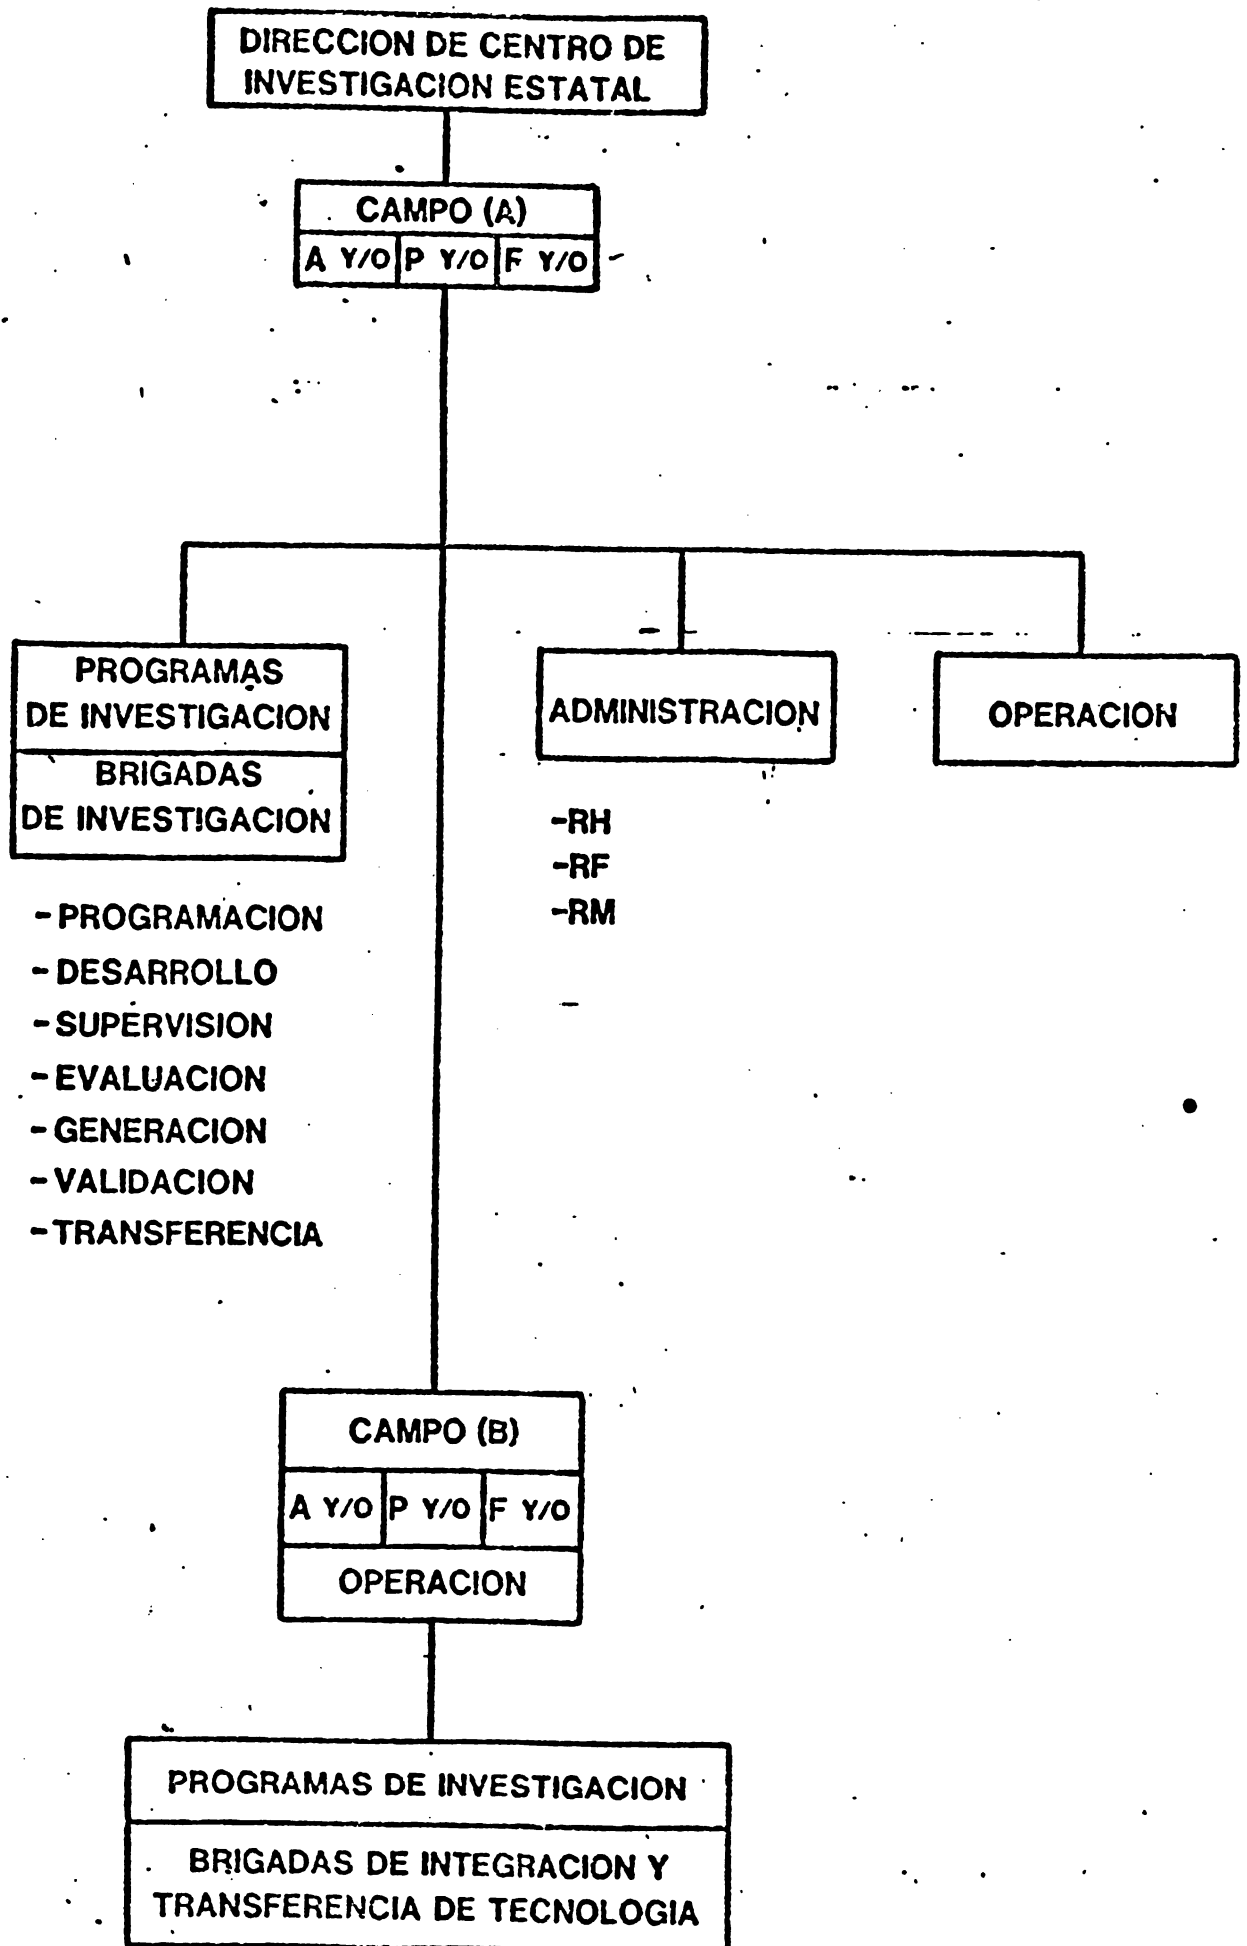 DIRECCION DE CENTRO DE
INVESTIGACION ESTATAL
CAMPO (A)
A Y/O P Y/O F Y/O
PROGRAMAS
DE INVESTIGACION
BRIGADAS
DE INVESTIGACION
-PROGRAMACION
-DESARROLLO
-SUPERVISION
-EVALUACION
-GENERACION
-VALIDACION
-TRANSFERENCIA
ADMINISTRACION
-RH
-RF
-RM
OPERACION
CAMPO (B)
A Y/O P Y/O F Y/O
OPERACION
PROGRAMAS DE INVESTIGACION
BRIGADAS DE INTEGRACION Y
TRANSFERENCIA DE TECNOLOGIA